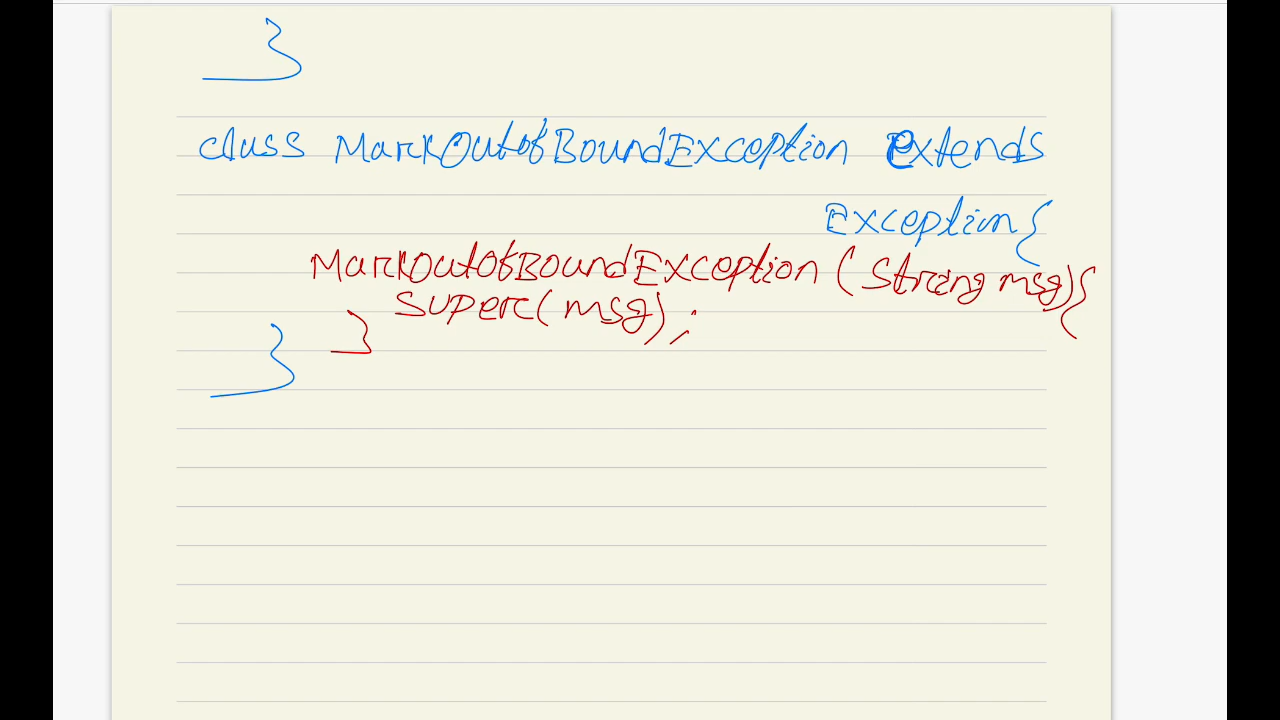 }
class MarkOutofBoundException extends
Exception{
MarkOutOfBoundException (String msg){
super(msg);
}
}